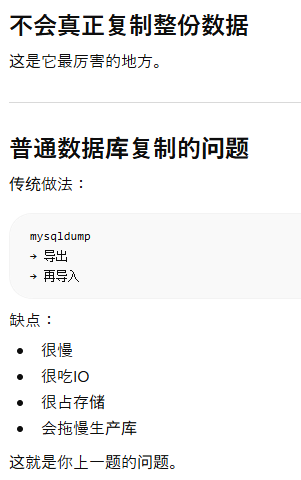 不会真正复制整份数据
这是它最厉害的地方。
普通数据库复制的问题
传统做法：
mysqldump
→ 导出
→ 再导入
缺点：
• 很慢
• 很吃IO
• 很占存储
• 会拖慢生产库
这就是你上一题的问题。